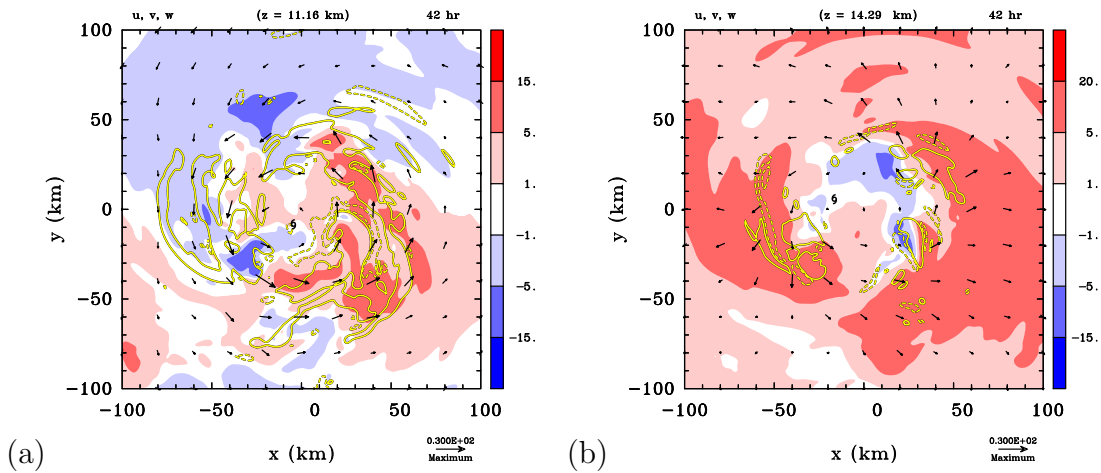 u, v, w (z = 11.16 km) 42 hr
100
50
0
−50
−100
y (km)
−100 −50 0 50 100
x (km)
15.
5.
1.
−1.
−5.
−15.
0.300E+02
Maximum
(a)
u, v, w (z = 14.29 km) 42 hr
100
50
0
−50
−100
y (km)
−100 −50 0 50 100
x (km)
20.
5.
1.
−1.
−5.
−15.
0.300E+02
Maximum
(b)